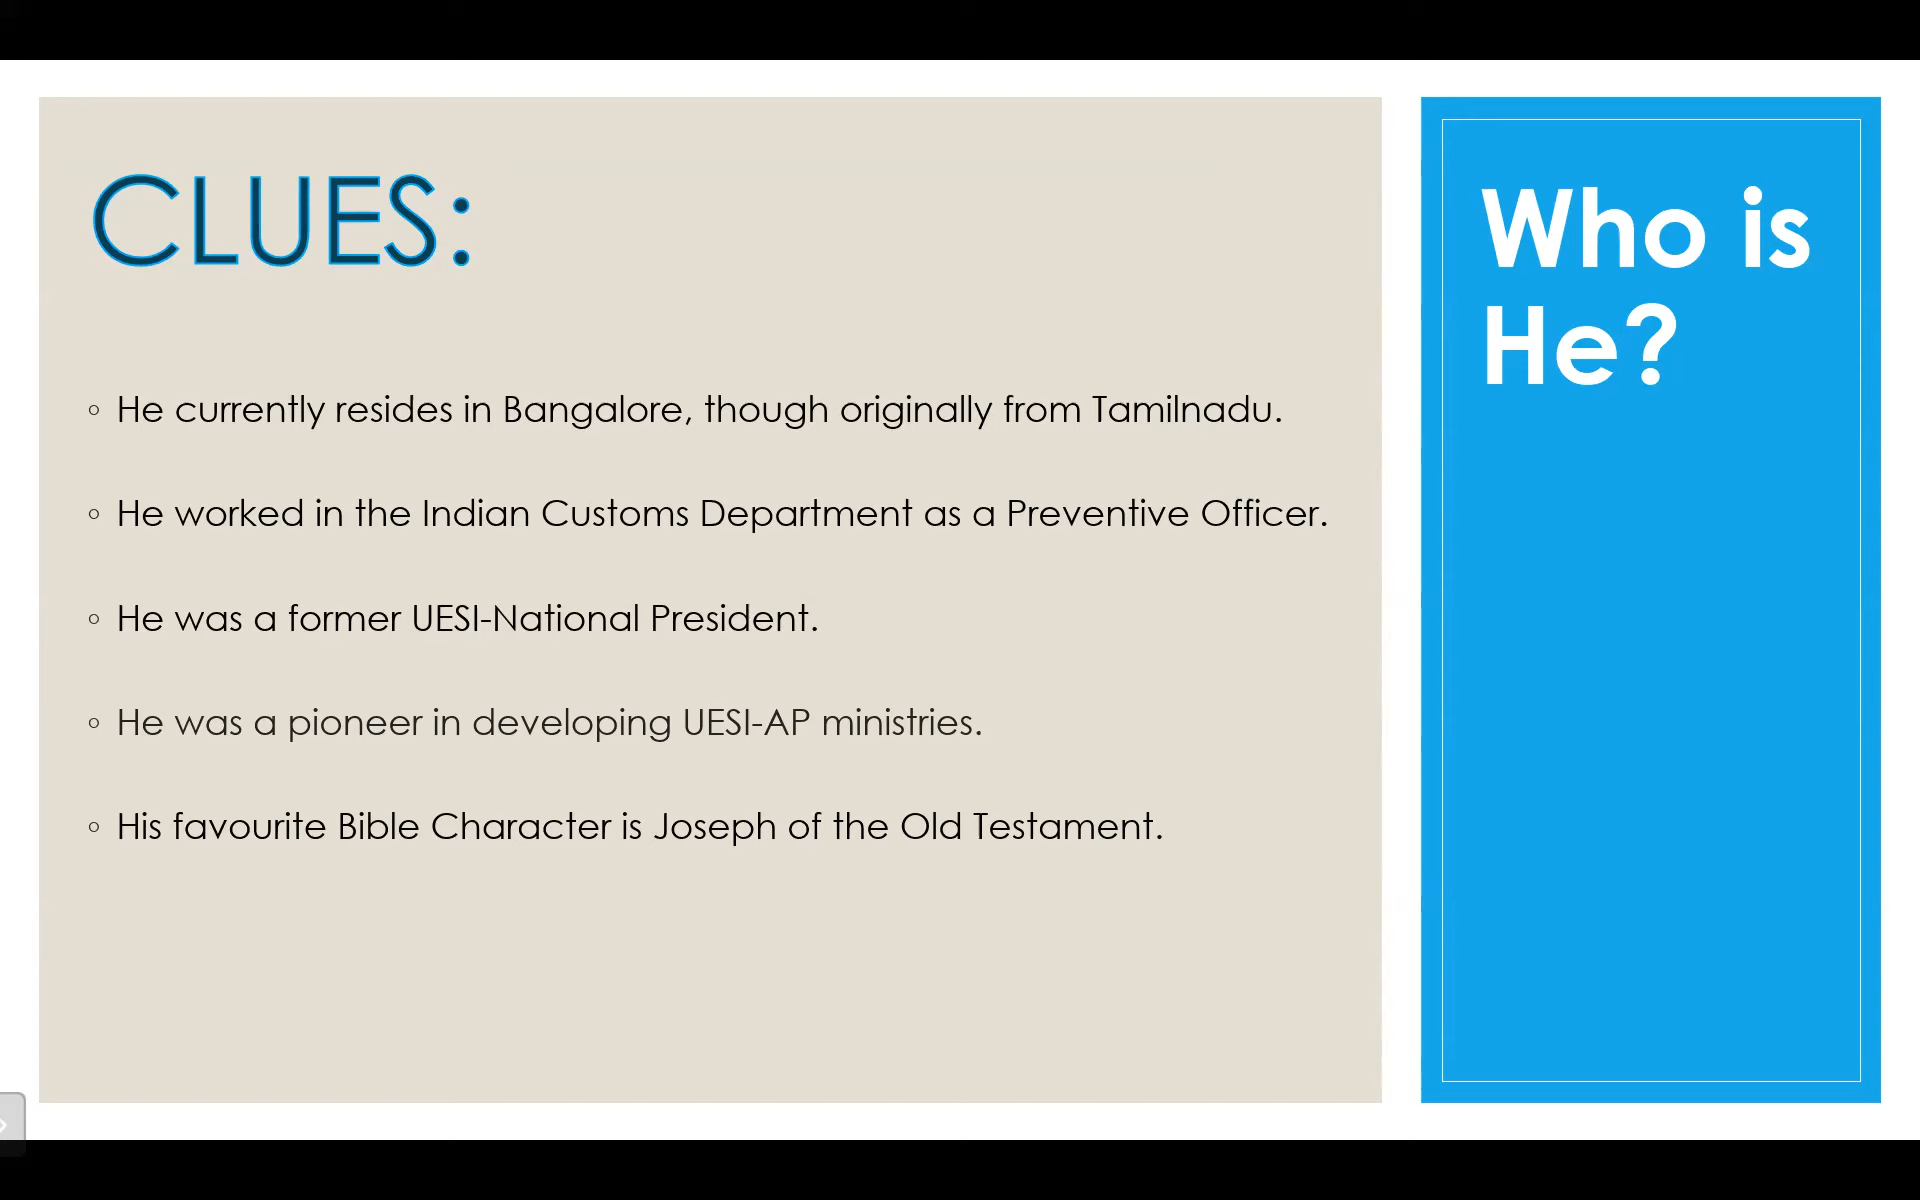 CLUES:
◦ He currently resides in Bangalore, though originally from Tamilnadu.
◦ He worked in the Indian Customs Department as a Preventive Officer.
◦ He was a former UESI-National President.
◦ He was a pioneer in developing UESI-AP ministries.
◦ His favourite Bible Character is Joseph of the Old Testament.
Who is
He?